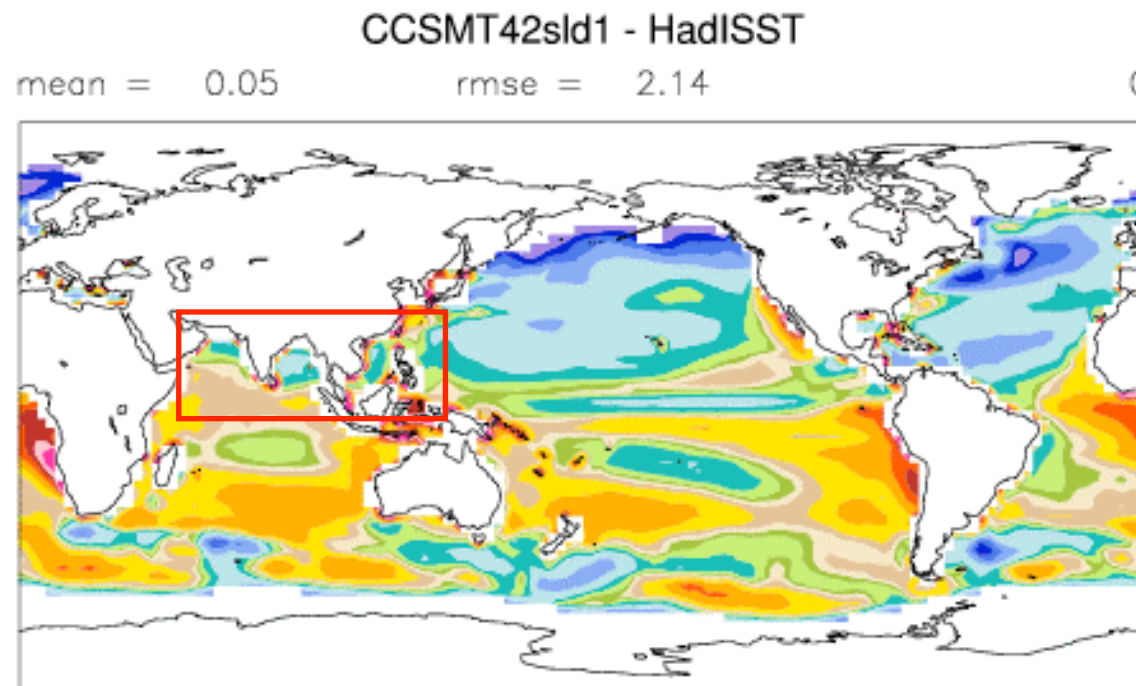 CCSMT42sld1 - HadISST
mean = 0.05 rmse = 2.14